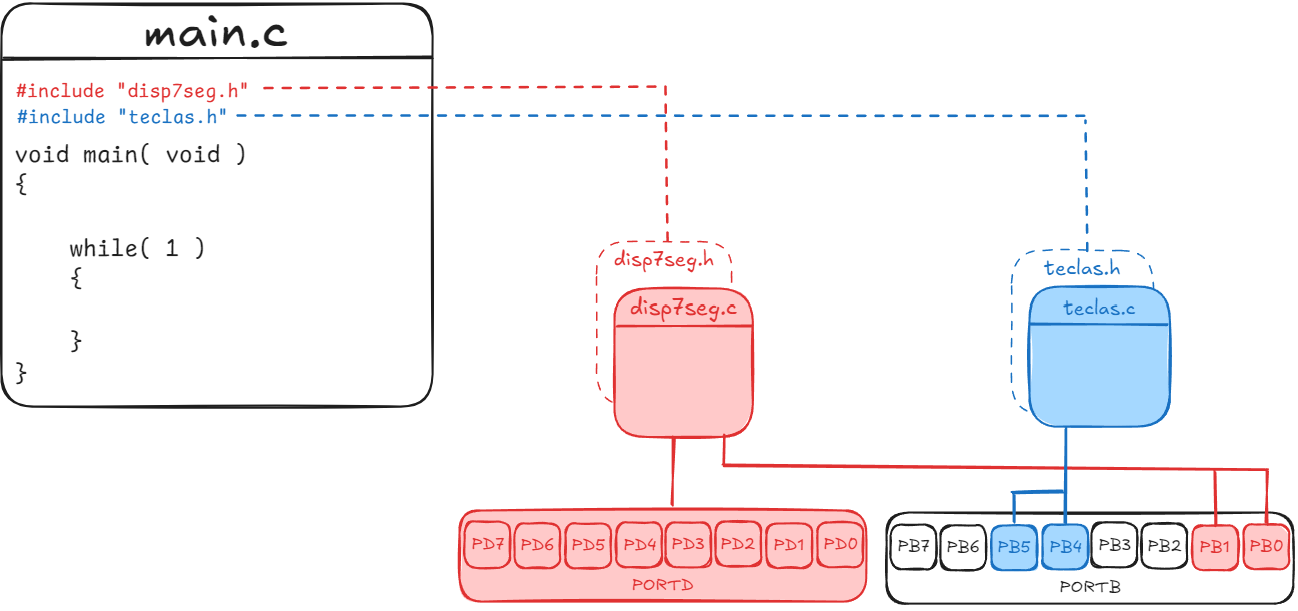 main.c
#include "disp7seg.h"
#include "teclas.h"
void main( void )
{
while( 1 )
{
}
}
disp7seg.h
disp7seg.c
teclas.h
teclas.c
PD7 PD6 PD5 PD4 PD3 PD2 PD1 PD0
PORTD
PB7 PB6 PB5 PB4 PB3 PB2 PB1 PB0
PORTB